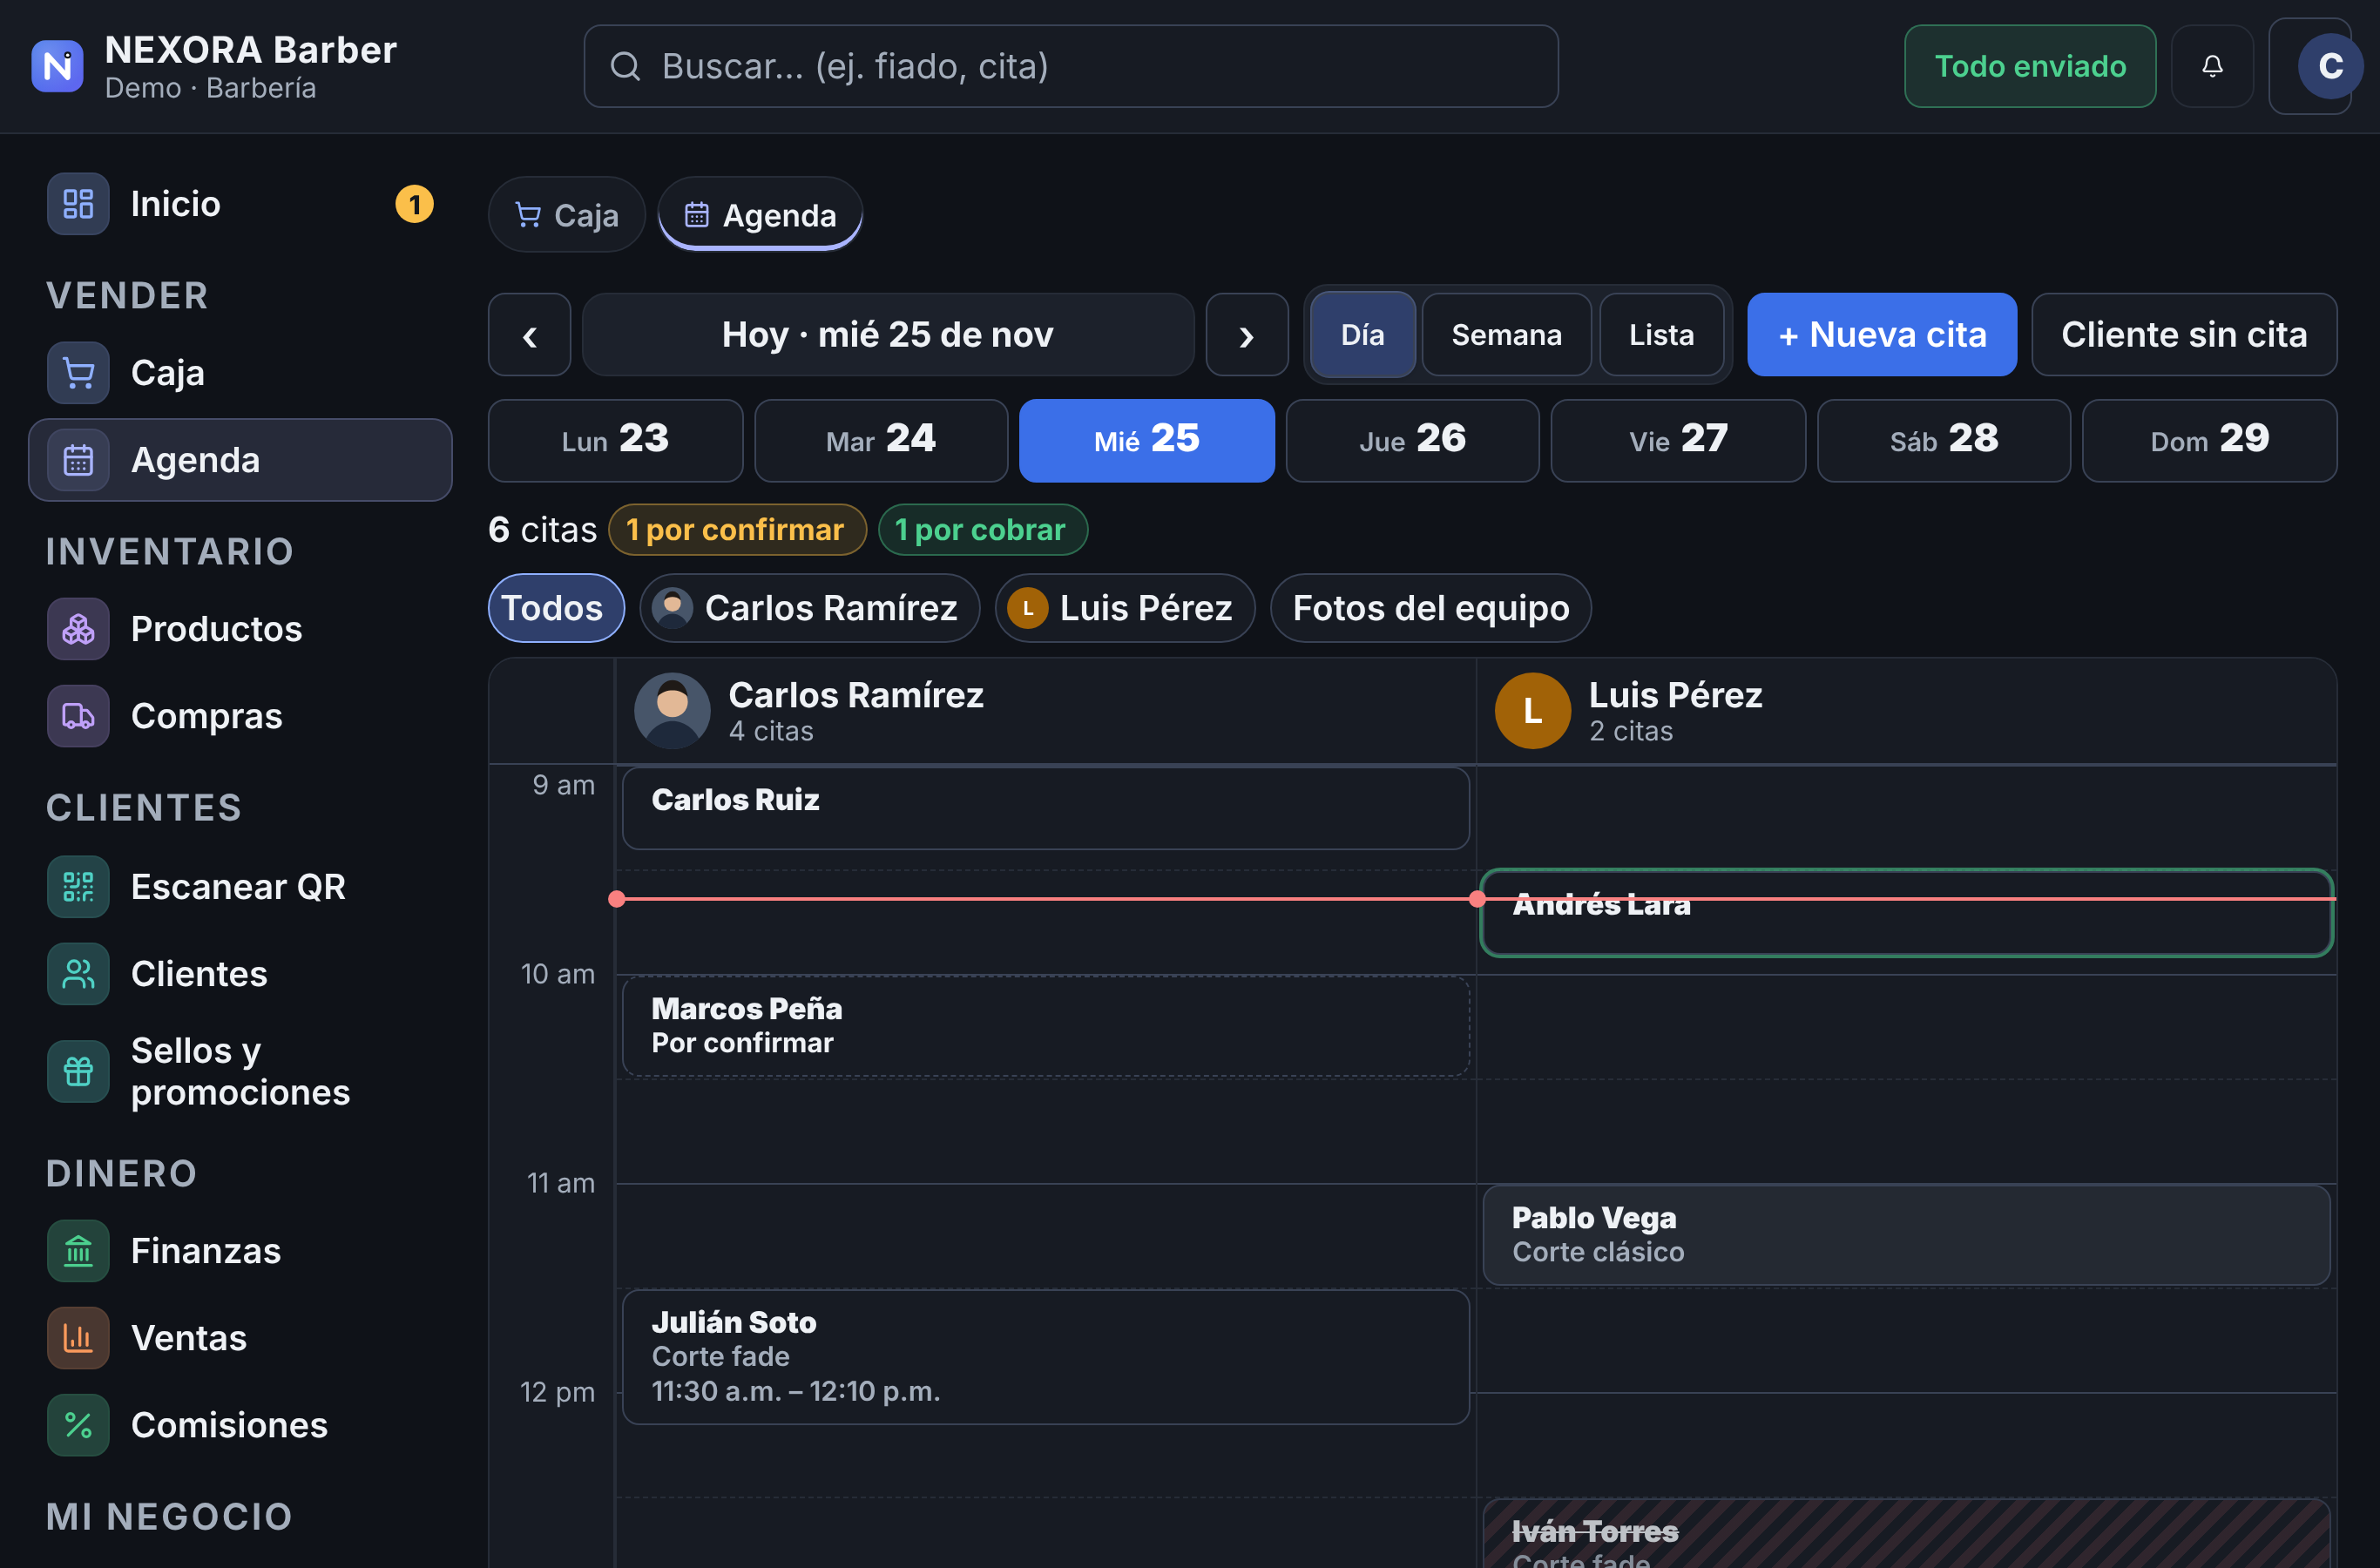 NEXORA Barber
Demo · Barbería
Buscar... (ej. fiado, cita)
Todo enviado
C
Inicio
1
VENDER
Caja
Agenda
INVENTARIO
Productos
Compras
CLIENTES
Escanear QR
Clientes
Sellos y
promociones
DINERO
Finanzas
Ventas
Comisiones
MI NEGOCIO
Caja
Agenda
‹
Hoy · mié 25 de nov
›
Día
Semana
Lista
+ Nueva cita
Cliente sin cita
Lun 23
Mar 24
Mié 25
Jue 26
Vie 27
Sáb 28
Dom 29
6 citas
1 por confirmar
1 por cobrar
Todos
Carlos Ramírez
L
Luis Pérez
Fotos del equipo
Carlos Ramírez
4 citas
L
Luis Pérez
2 citas
9 am
Carlos Ruiz
Andrés Lara
10 am
Marcos Peña
Por confirmar
11 am
Pablo Vega
Corte clásico
Julián Soto
Corte fade
11:30 a.m. – 12:10 p.m.
12 pm
Iván Torres
Corte fade